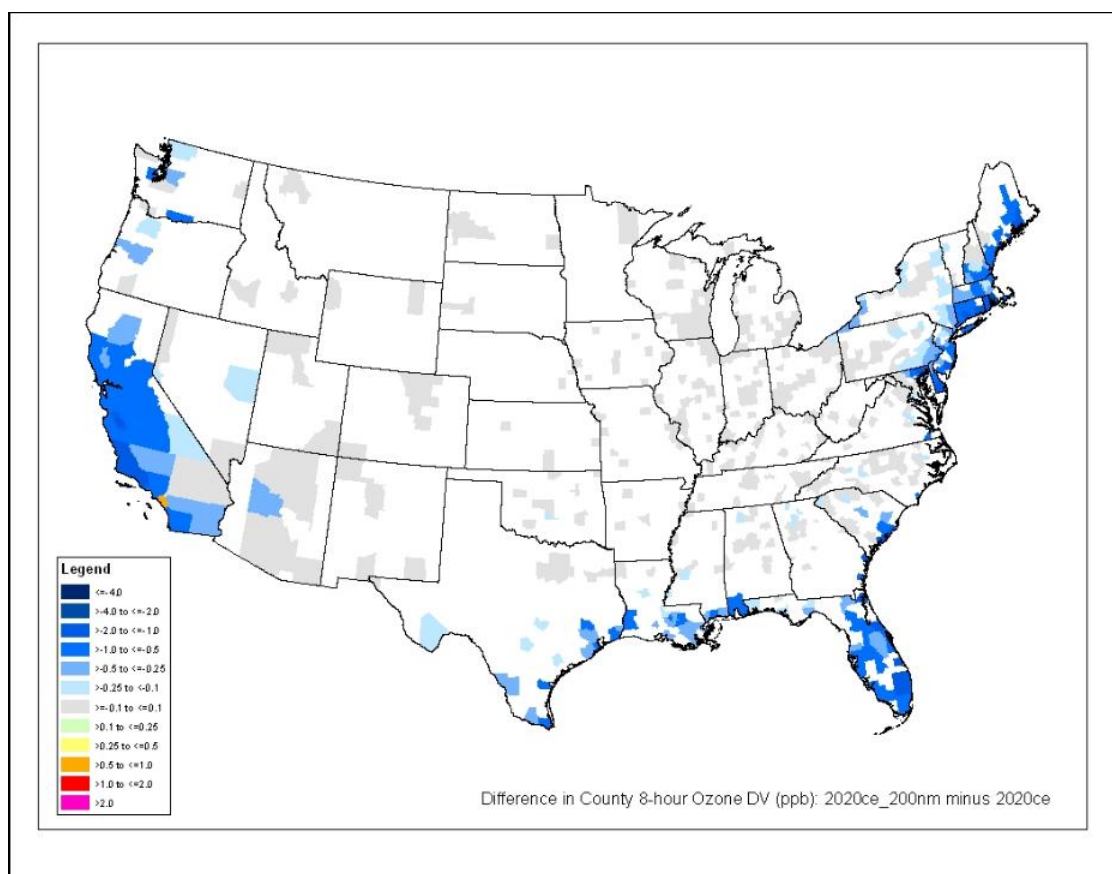 Legend
<=-4.0
>-4.0 to <=-2.0
>-2.0 to <=-1.0
>-1.0 to <=-0.5
>-0.5 to <=-0.25
>-0.25 to <=-0.1
>=-0.1 to <=0.1
>0.1 to <=0.25
>0.25 to <=0.5
>0.5 to <=1.0
>1.0 to <=2.0
>2.0
Difference in County 8-hour Ozone DV (ppb): 2020ce_200nm minus 2020ce